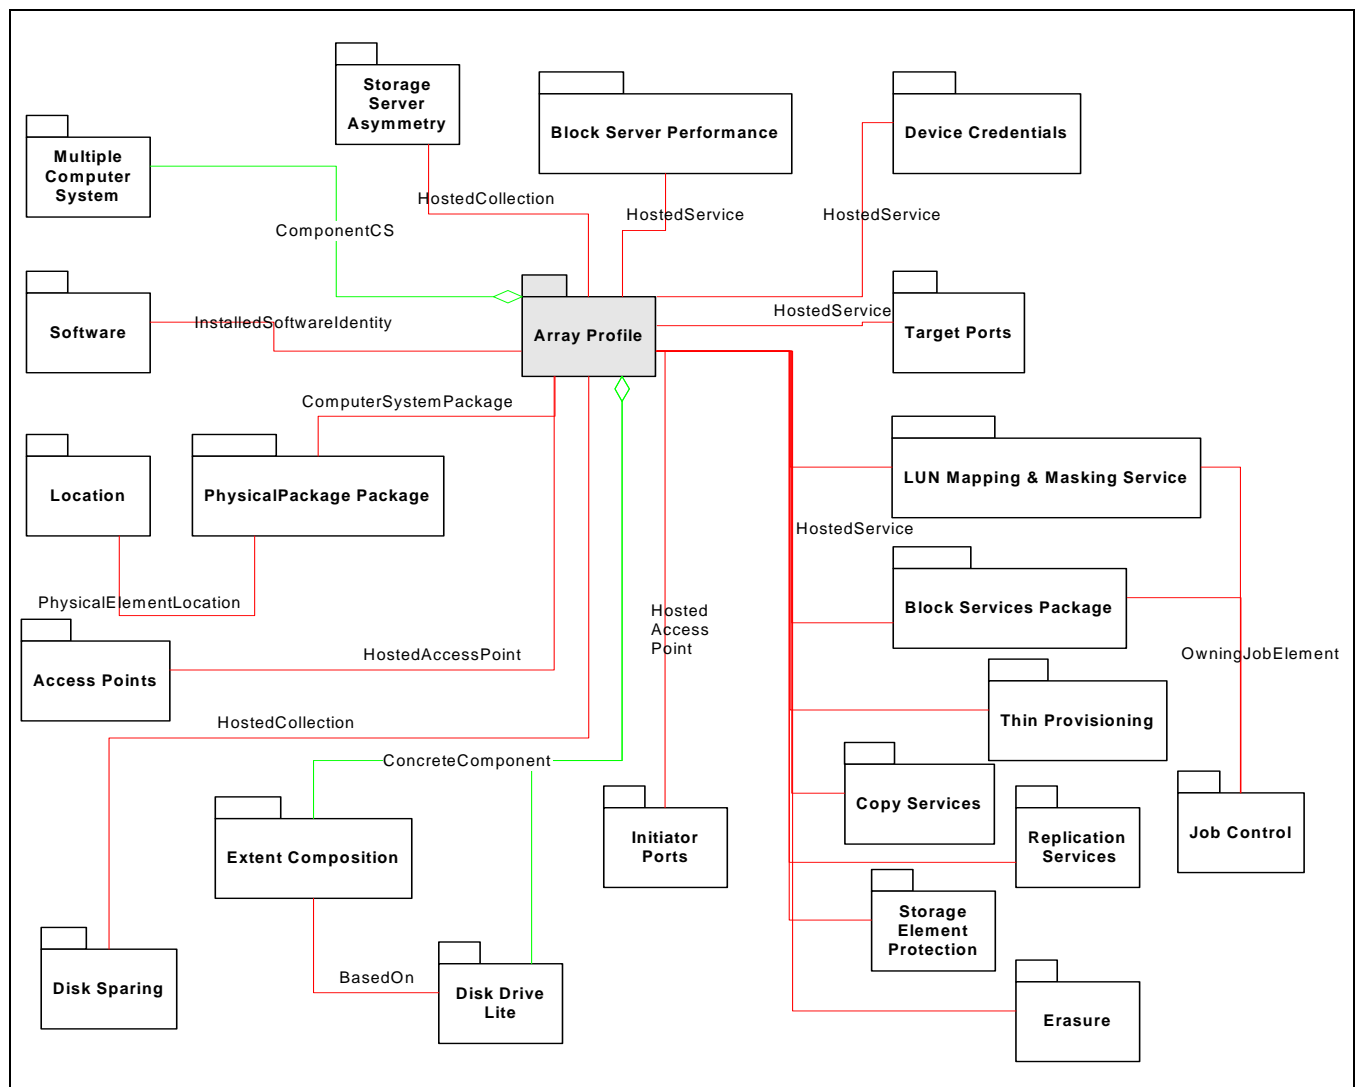 Storage
Server
Asymmetry
Block Server Performance
Device Credentials
Multiple
Computer
System
HostedCollection
HostedService
HostedService
ComponentCS
Software
InstalledSoftwareIdentity
Array Profile
HostedService
Target Ports
ComputerSystemPackage
Location
PhysicalPackage Package
LUN Mapping & Masking Service
HostedService
PhysicalElementLocation
Block Services Package
Hosted
Access
Point
Access Points
HostedAccessPoint
OwningJobElement
HostedCollection
Thin Provisioning
ConcreteComponent
Copy Services
Extent Composition
Initiator
Ports
Replication
Services
Job Control
Storage
Element
Protection
Disk Sparing
BasedOn
Disk Drive
Lite
Erasure